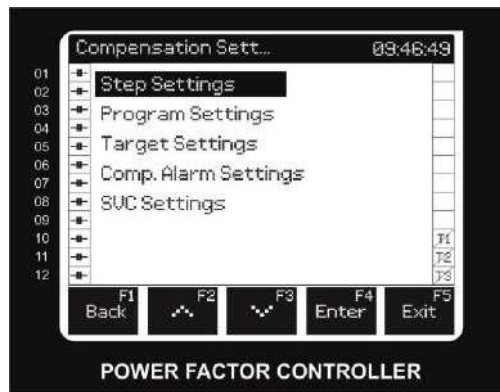 Compensation Sett... 09:46:49
01
02
03
04
05
06
07
08
09
10
11
12
Step Settings
Program Settings
Target Settings
Comp. Alarm Settings
SVC Settings
T1
T2
T3
F1 Back
F2
F3
F4 Enter
F5 Exit
POWER FACTOR CONTROLLER